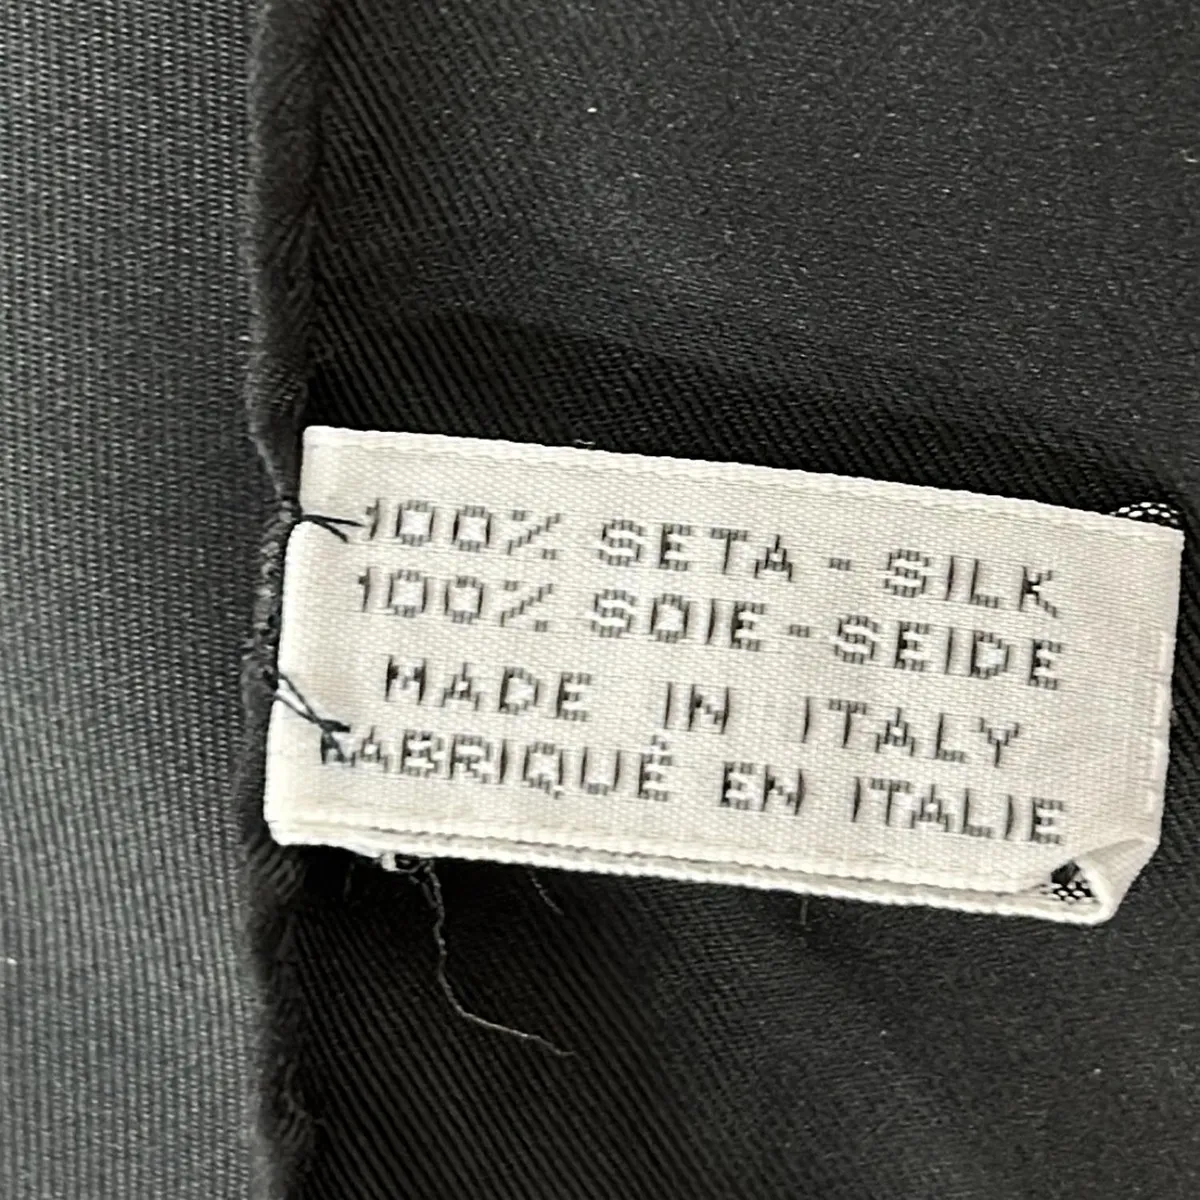 100% SETA - SILK
100% SOIE - SEIDE
MADE IN ITALY
FABRIQUÉ EN ITALIE